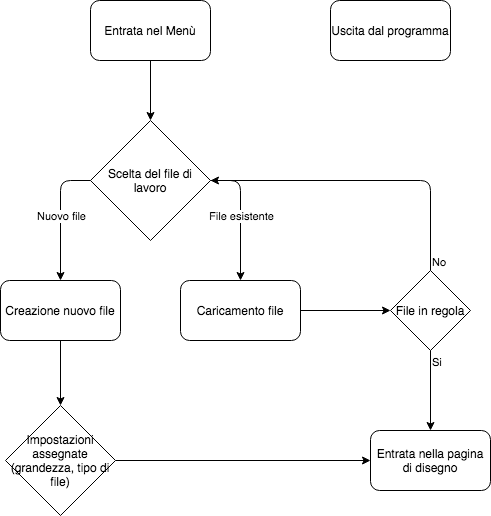 Entrata nel Menù
Uscita dal programma
Scelta del file di
lavoro
Nuovo file
File esistente
No
Creazione nuovo file
Caricamento file
File in regola
Si
Impostazioni
assegnate
(grandezza, tipo di
file)
Entrata nella pagina
di disegno